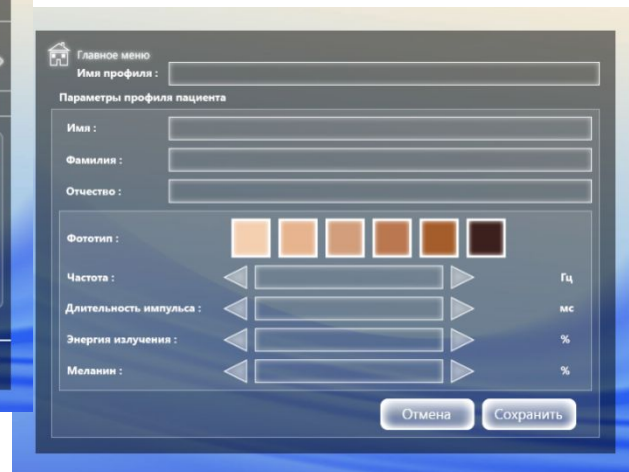 Главное меню
Имя профиля :
Параметры профиля пациента
Имя :
Фамилия :
Отчество :
Фототип :
Частота : Гц
Длительность импульса : мс
Энергия излучения : %
Меланин : %
Отмена Сохранить